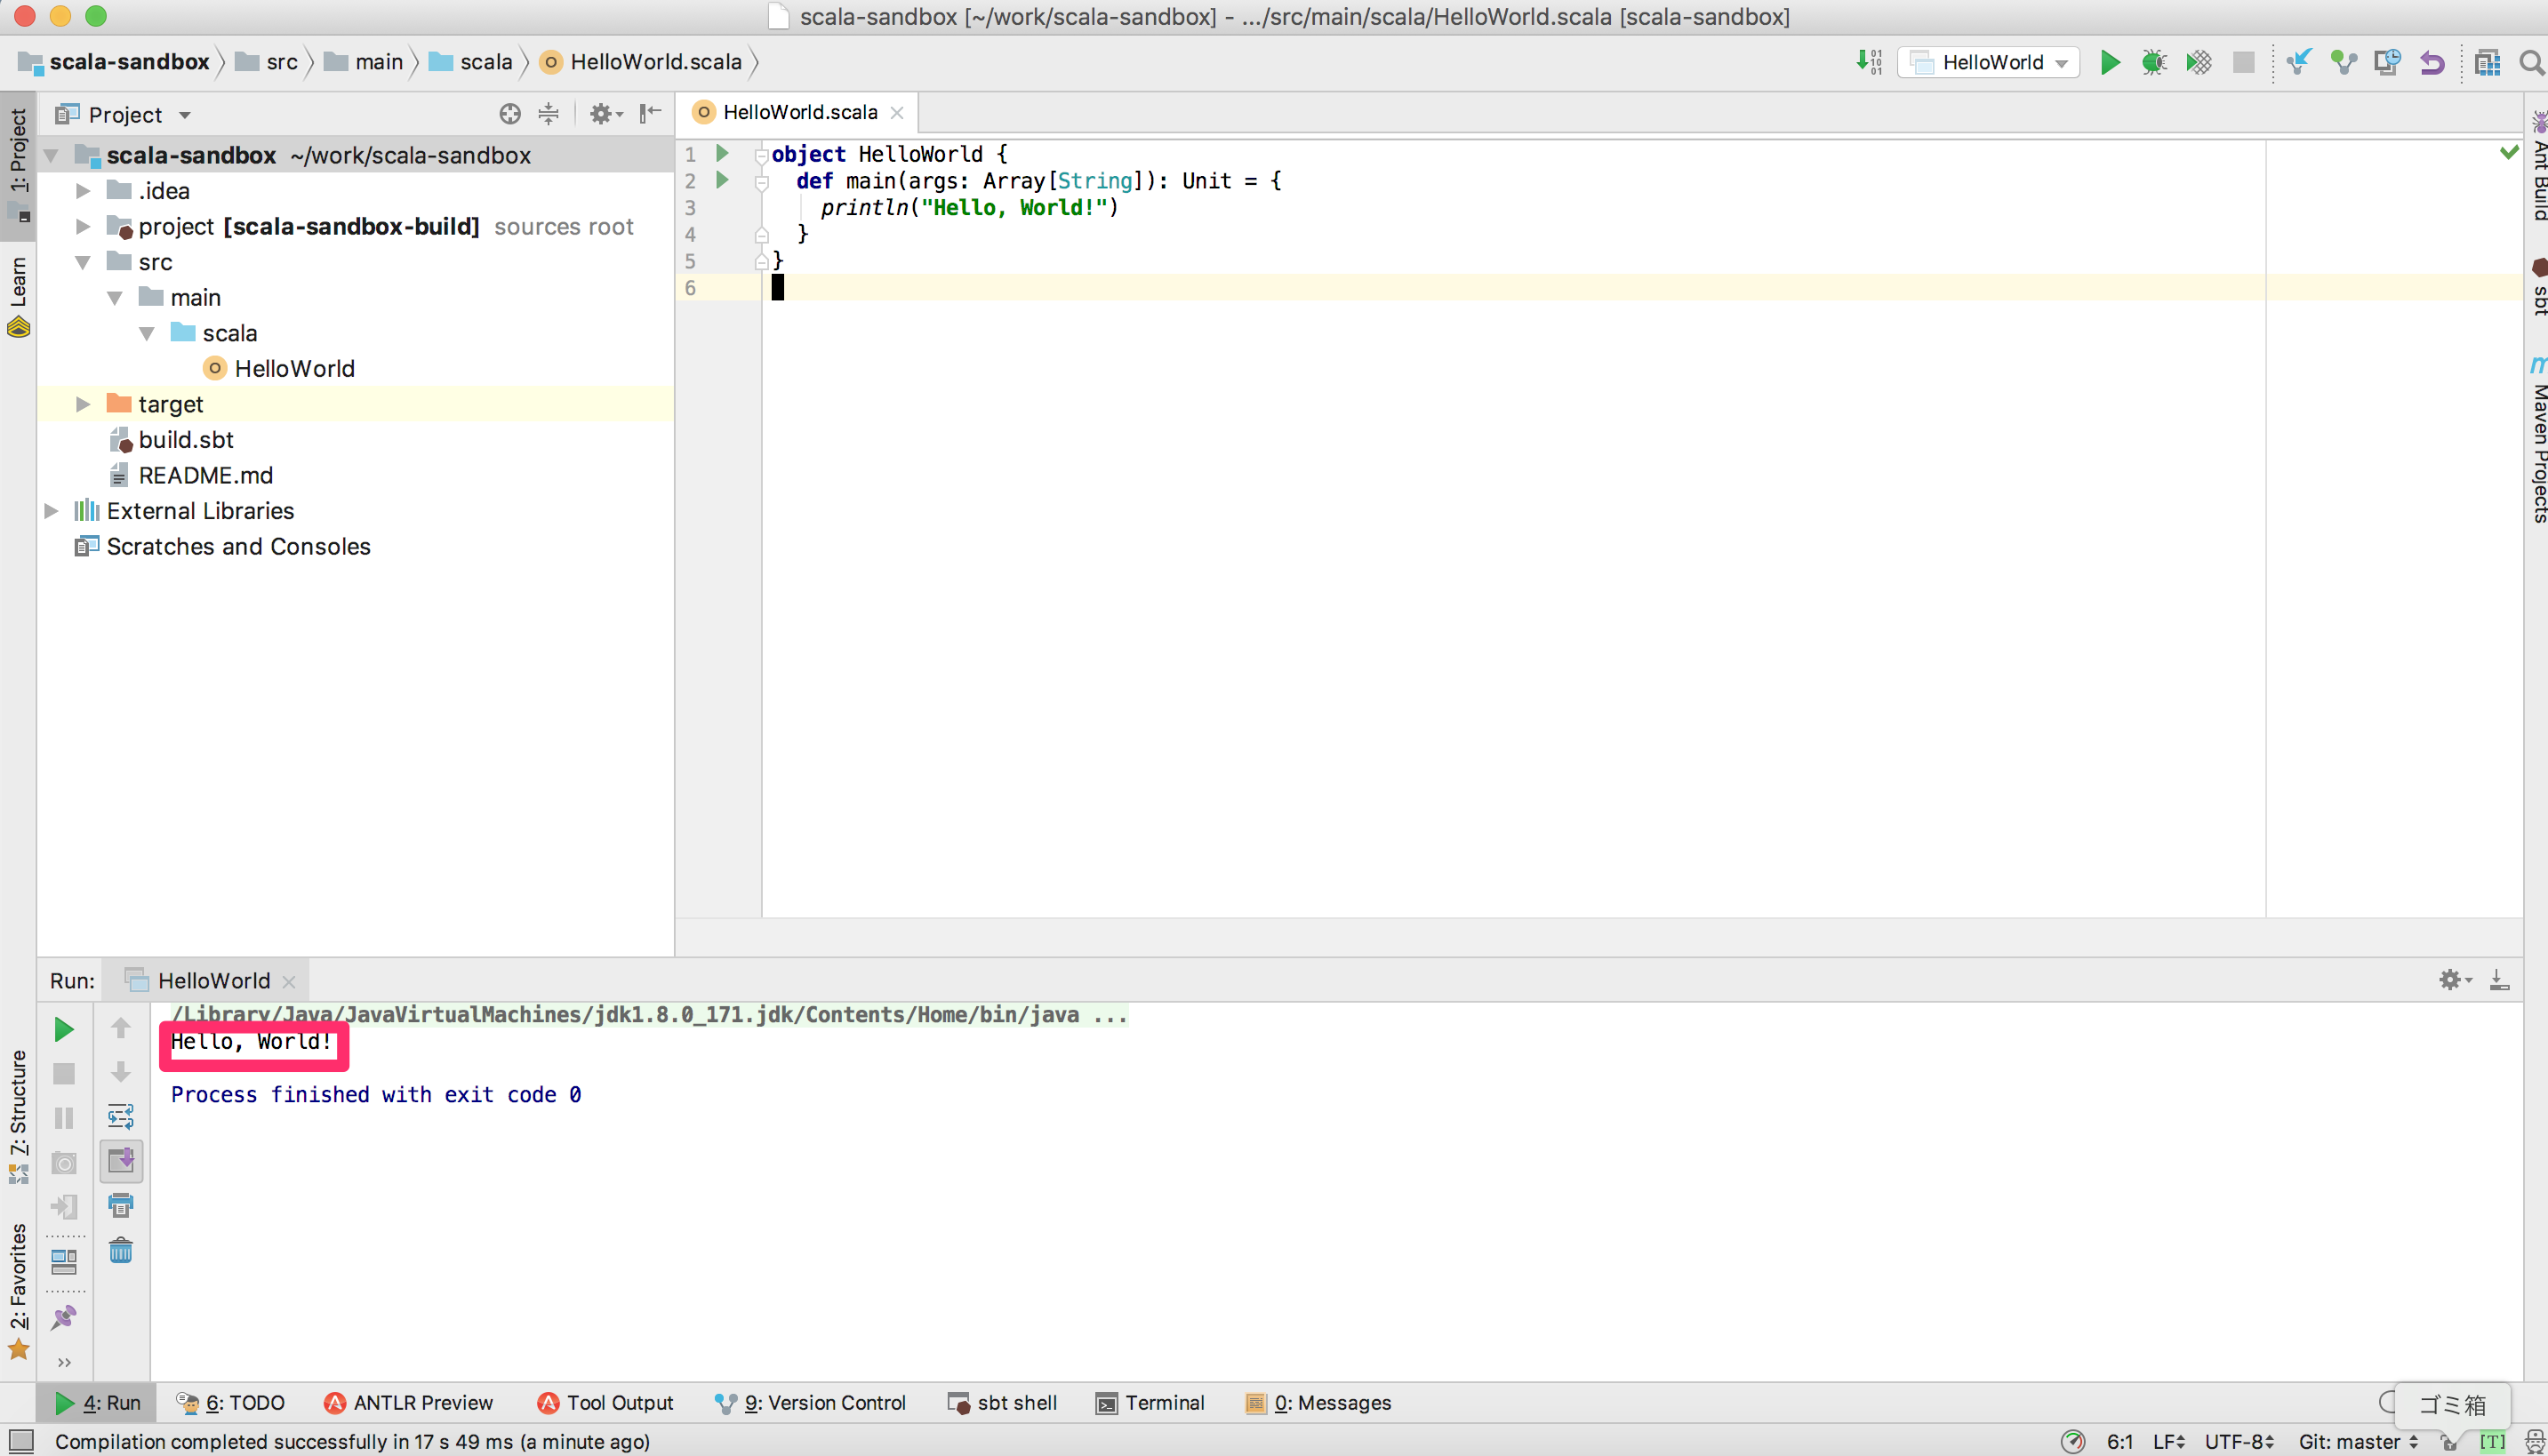 scala-sandbox [~/work/scala-sandbox] - .../src/main/scala/HelloWorld.scala [scala-sandbox]
scala-sandbox src main scala HelloWorld.scala
HelloWorld
1: Project
Learn
Project
scala-sandbox ~/work/scala-sandbox
.idea
project [scala-sandbox-build] sources root
src
main
scala
HelloWorld
target
build.sbt
README.md
External Libraries
Scratches and Consoles
HelloWorld.scala
1 object HelloWorld {
2 def main(args: Array[String]): Unit = {
3 println("Hello, World!")
4 }
5 }
6
Ant Build
sbt
Maven Projects
Run: HelloWorld
/Library/Java/JavaVirtualMachines/jdk1.8.0_171.jdk/Contents/Home/bin/java ...
Hello, World!
Process finished with exit code 0
7: Structure
2: Favorites
4: Run 6: TODO ANTLR Preview Tool Output 9: Version Control sbt shell Terminal 0: Messages
ゴミ箱
Compilation completed successfully in 17 s 49 ms (a minute ago) 6:1 LF UTF-8 Git: master [T]